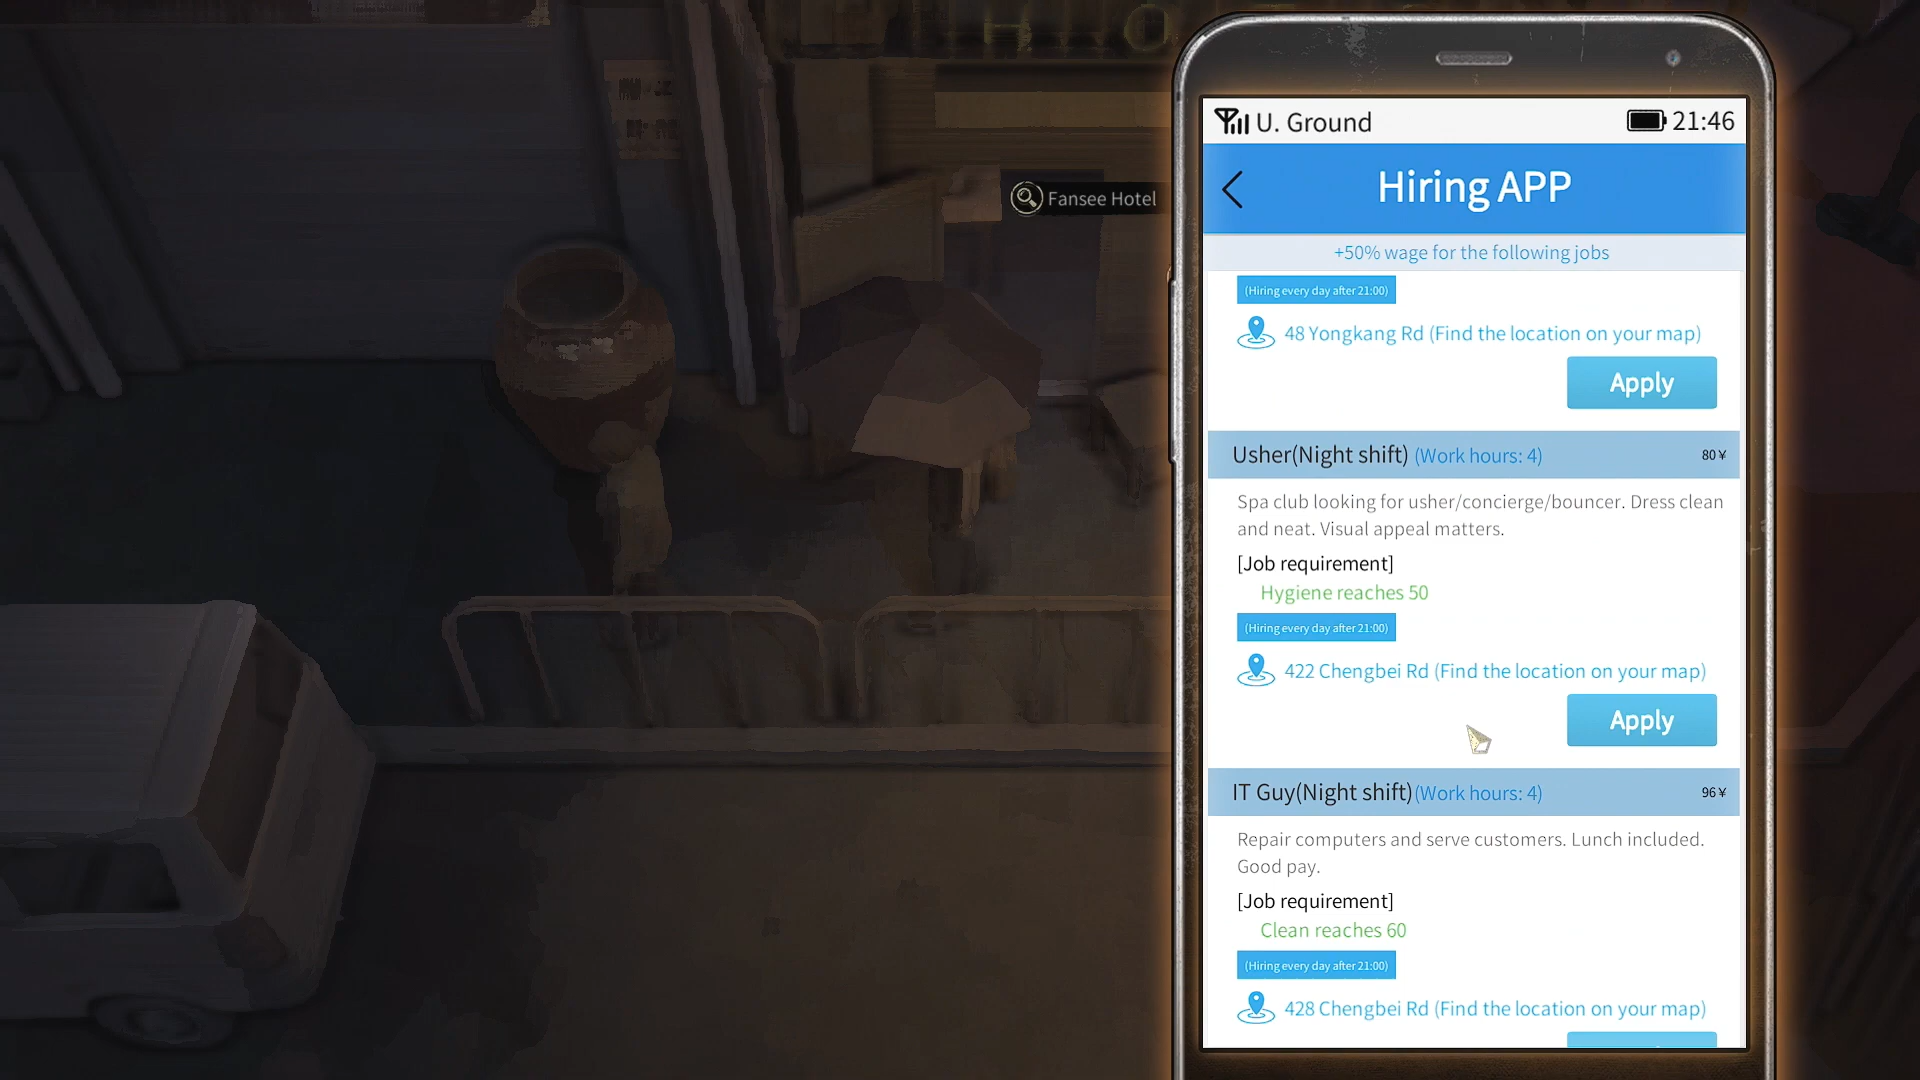 U. Ground
21:46
Hiring APP
Fansee Hotel
+50% wage for the following jobs
(Hiring every day after 21:00)
48 Yongkang Rd (Find the location on your map)
Apply
Usher(Night shift) (Work hours: 4) 80¥
Spa club looking for usher/concierge/bouncer. Dress clean
and neat. Visual appeal matters.
[Job requirement]
Hygiene reaches 50
(Hiring every day after 21:00)
422 Chengbei Rd (Find the location on your map)
Apply
IT Guy(Night shift)(Work hours: 4) 96¥
Repair computers and serve customers. Lunch included.
Good pay.
[Job requirement]
Clean reaches 60
(Hiring every day after 21:00)
428 Chengbei Rd (Find the location on your map)